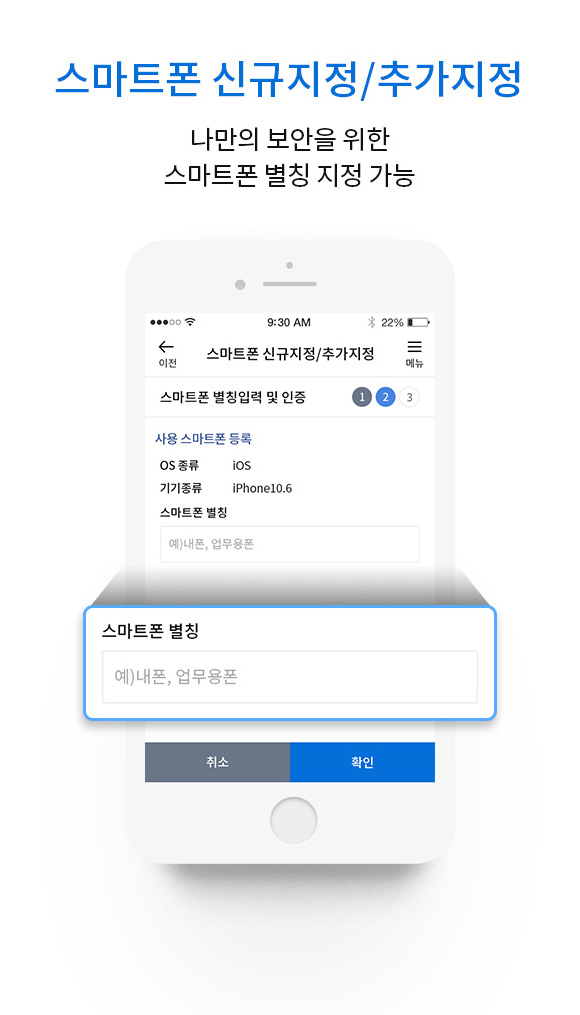 스마트폰 신규지정/추가지정
나만의 보안을 위한
스마트폰 별칭 지정 가능
9:30 AM 22%
스마트폰 신규지정/추가지정
이전 메뉴
스마트폰 별칭입력 및 인증 1 2 3
사용 스마트폰 등록
OS 종류 iOS
기기종류 iPhone10.6
스마트폰 별칭
예)내폰, 업무용폰
스마트폰 별칭
예)내폰, 업무용폰
취소 확인